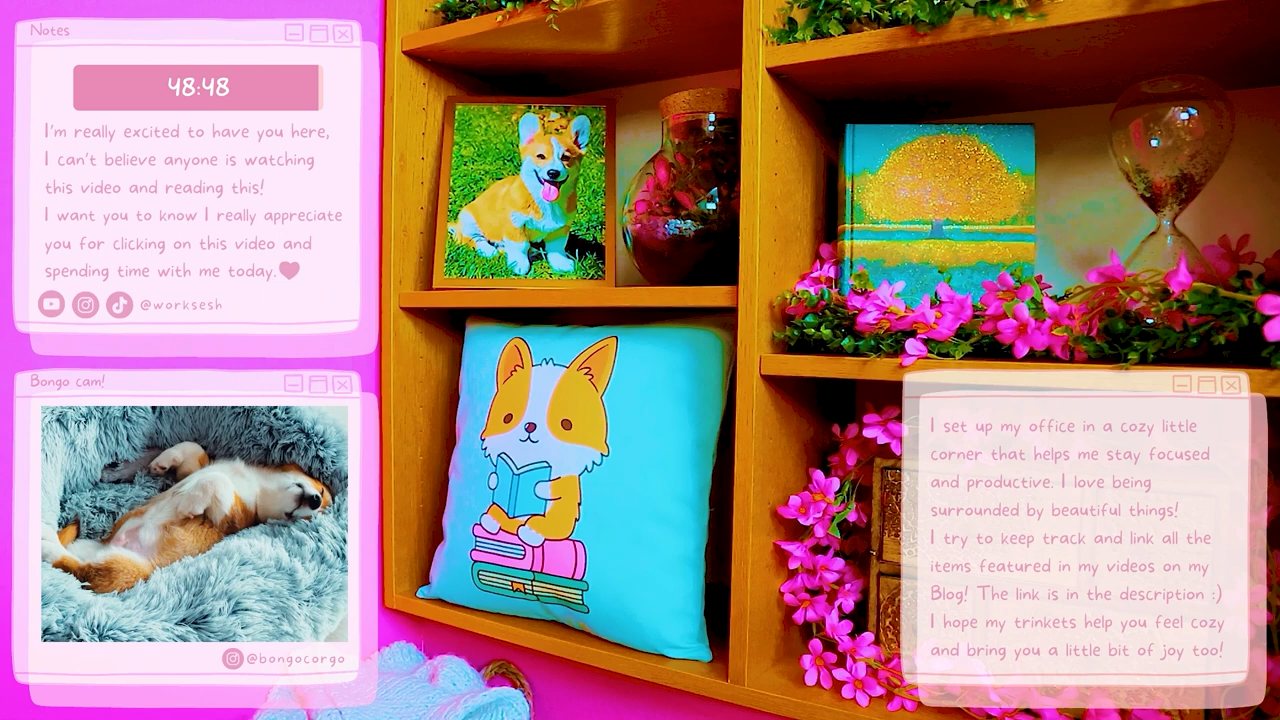 Notes
48:48
I'm really excited to have you here,
I can't believe anyone is watching
this video and reading this!
I want you to know I really appreciate
you for clicking on this video and
spending time with me today.
@worksesh
Bongo cam!
@bongocorgo
I set up my office in a cozy little
corner that helps me stay focused
and productive. I love being
surrounded by beautiful things!
I try to keep track and link all the
items featured in my videos on my
Blog! The link is in the description :)
I hope my trinkets help you feel cozy
and bring you a little bit of joy too!